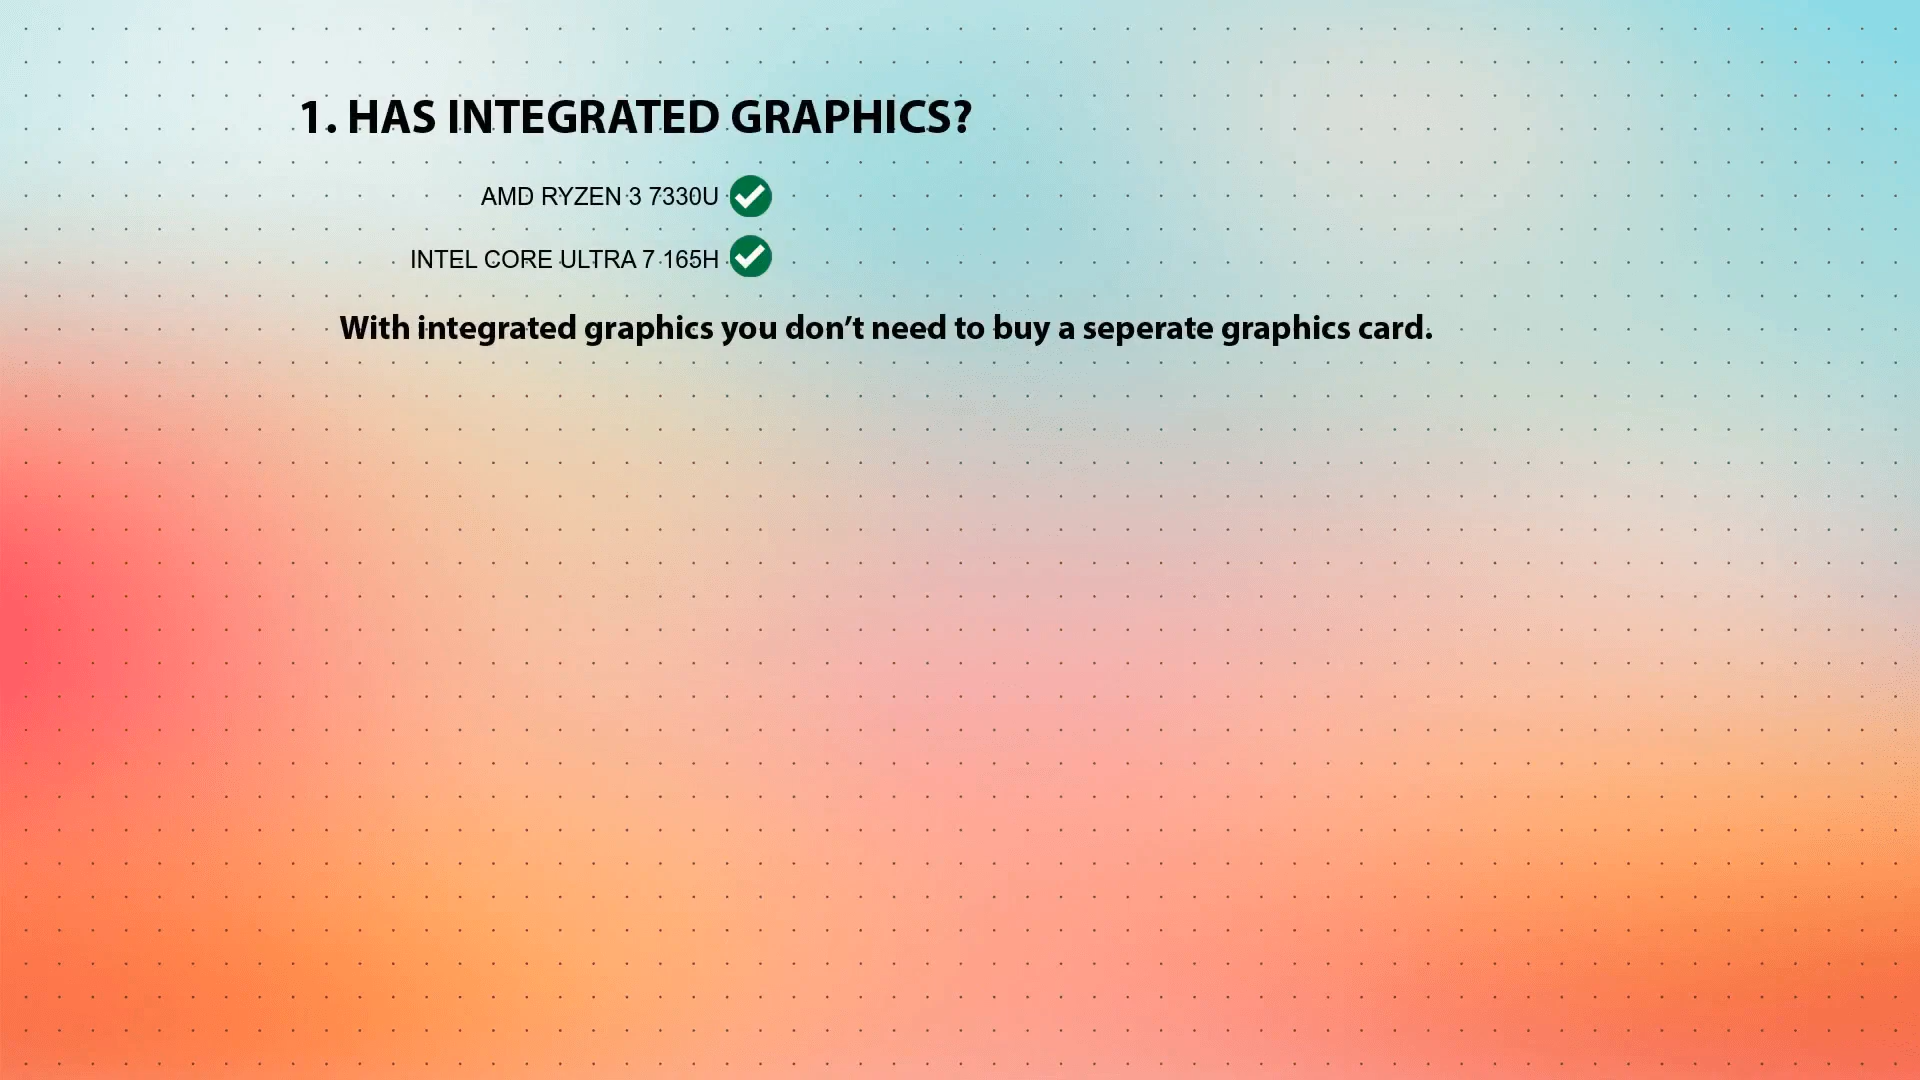 1. HAS INTEGRATED GRAPHICS?
AMD RYZEN 3 7330U
INTEL CORE ULTRA 7 165H
With integrated graphics you don’t need to buy a seperate graphics card.